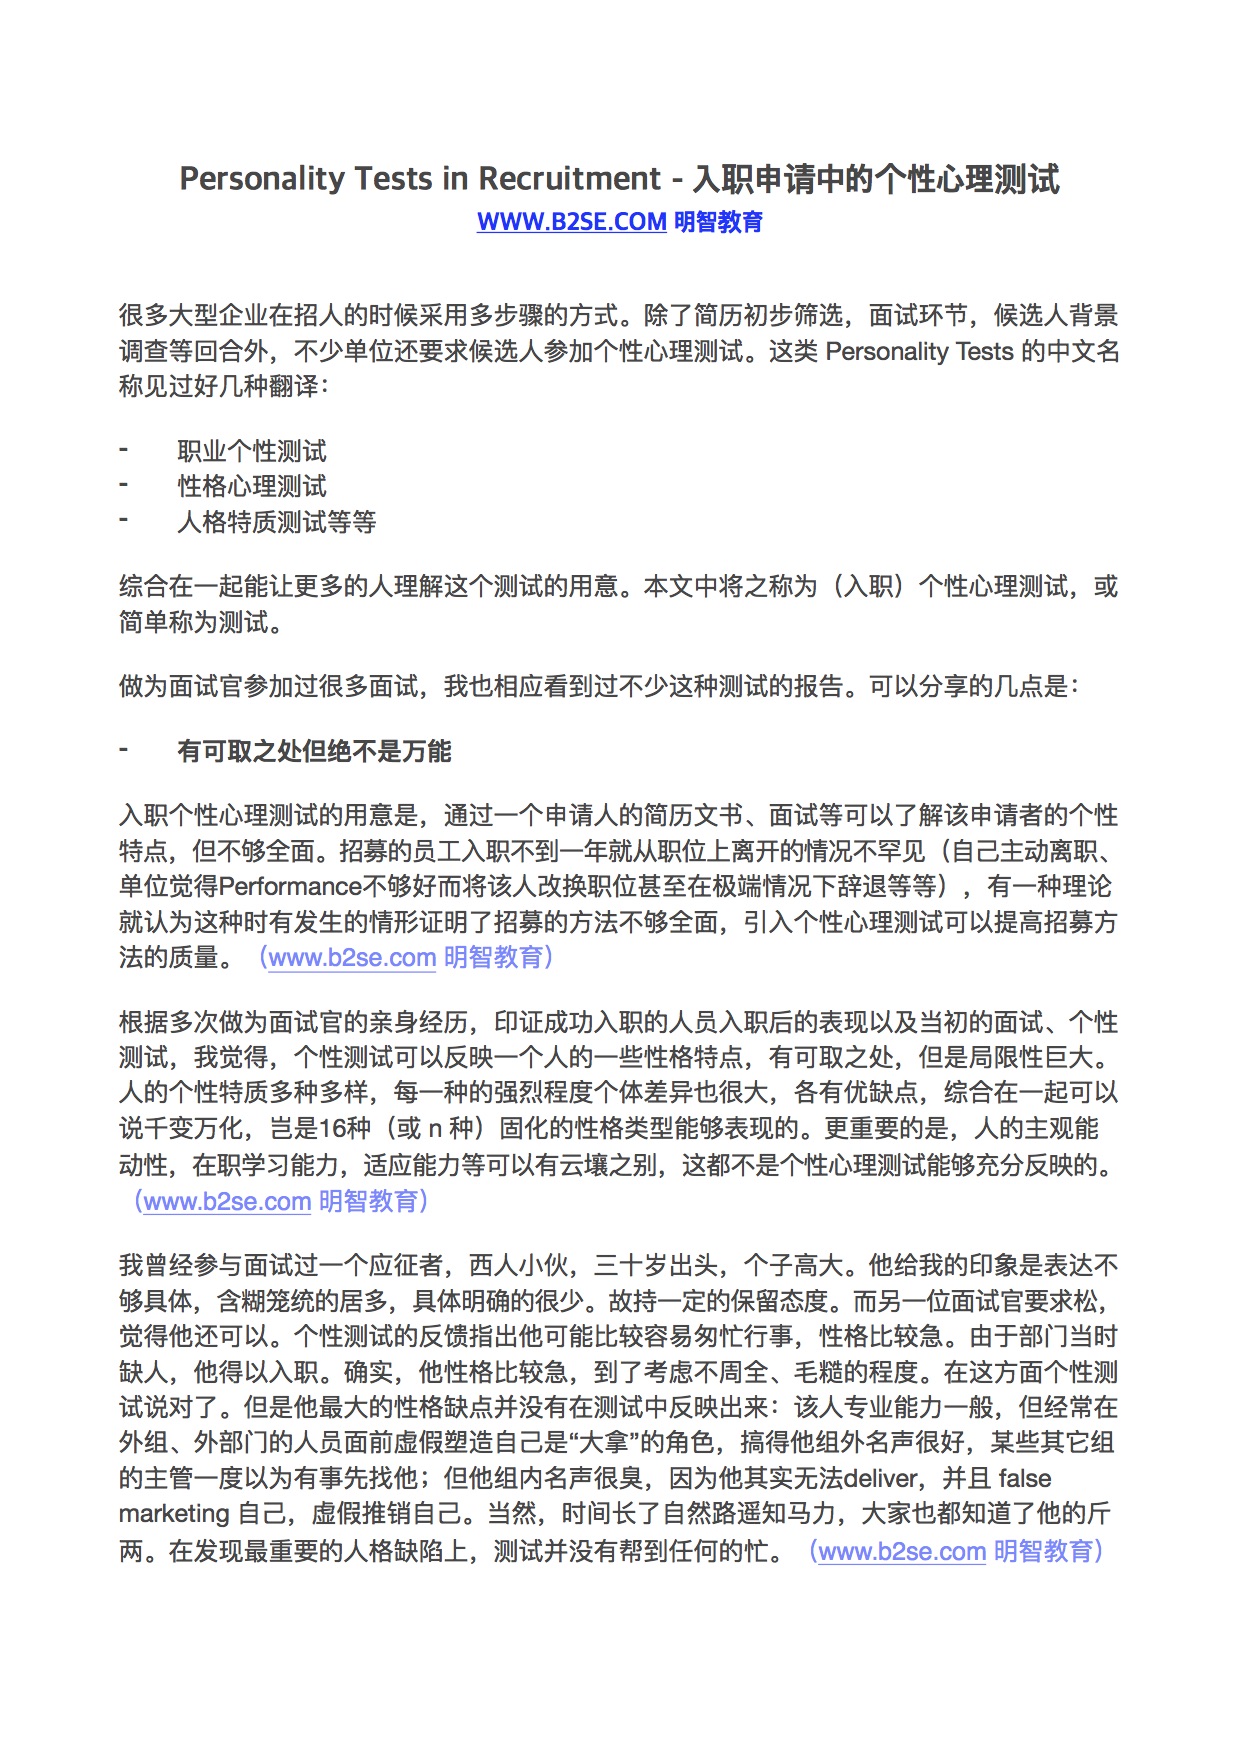 Personality Tests in Recruitment - 入职申请中的个性心理测试
WWW.B2SE.COM 明智教育
很多大型企业在招人的时候采用多步骤的方式。除了简历初步筛选，面试环节，候选人背景
调查等回合外，不少单位还要求候选人参加个性心理测试。这类 Personality Tests 的中文名
称见过好几种翻译：
- 职业个性测试
- 性格心理测试
- 人格特质测试等等
综合在一起能让更多的人理解这个测试的用意。本文中将之称为（入职）个性心理测试，或
简单称为测试。
做为面试官参加过很多面试，我也相应看到过不少这种测试的报告。可以分享的几点是：
- 有可取之处但绝不是万能
入职个性心理测试的用意是，通过一个申请人的简历文书、面试等可以了解该申请者的个性
特点，但不够全面。招募的员工入职不到一年就从职位上离开的情况不罕见（自己主动离职、
单位觉得Performance不够好而将该人改换职位甚至在极端情况下辞退等等），有一种理论
就认为这种时有发生的情形证明了招募的方法不够全面，引入个性心理测试可以提高招募方
法的质量。（www.b2se.com 明智教育）
根据多次做为面试官的亲身经历，印证成功入职的人员入职后的表现以及当初的面试、个性
测试，我觉得，个性测试可以反映一个人的一些性格特点，有可取之处，但是局限性巨大。
人的个性特质多种多样，每一种的强烈程度个体差异也很大，各有优缺点，综合在一起可以
说千变万化，岂是16种（或 n 种）固化的性格类型能够表现的。更重要的是，人的主观能
动性，在职学习能力，适应能力等可以有云壤之别，这都不是个性心理测试能够充分反映的。
（www.b2se.com 明智教育）
我曾经参与面试过一个应征者，西人小伙，三十岁出头，个子高大。他给我的印象是表达不
够具体，含糊笼统的居多，具体明确的很少。故持一定的保留态度。而另一位面试官要求松，
觉得他还可以。个性测试的反馈指出他可能比较容易匆忙行事，性格比较急。由于部门当时
缺人，他得以入职。确实，他性格比较急，到了考虑不周全、毛糙的程度。在这方面个性测
试说对了。但是他最大的性格缺点并没有在测试中反映出来：该人专业能力一般，但经常在
外组、外部门的人员面前虚假塑造自己是“大拿”的角色，搞得他组外名声很好，某些其它组
的主管一度以为有事先找他；但他组内名声很臭，因为他其实无法deliver，并且 false
marketing 自己，虚假推销自己。当然，时间长了自然路遥知马力，大家也都知道了他的斤
两。在发现最重要的人格缺陷上，测试并没有帮到任何的忙。（www.b2se.com 明智教育）